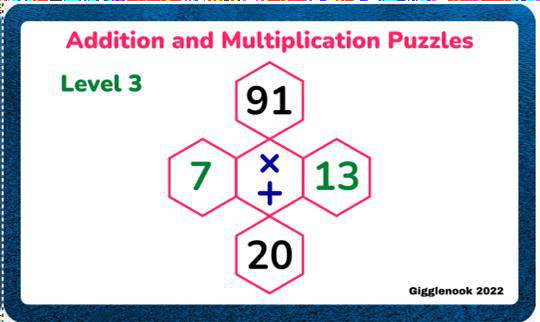 Addition and Multiplication Puzzles
Level 3
91
7 × 13
+
20
Gigglenook 2022